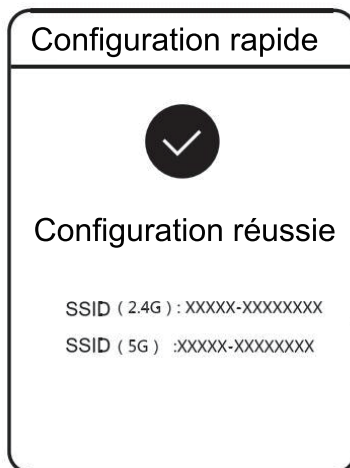 Configuration rapide
Configuration réussie
SSID ( 2.4G ) : XXXXX-XXXXXXXX
SSID ( 5G ) :XXXXX-XXXXXXXX